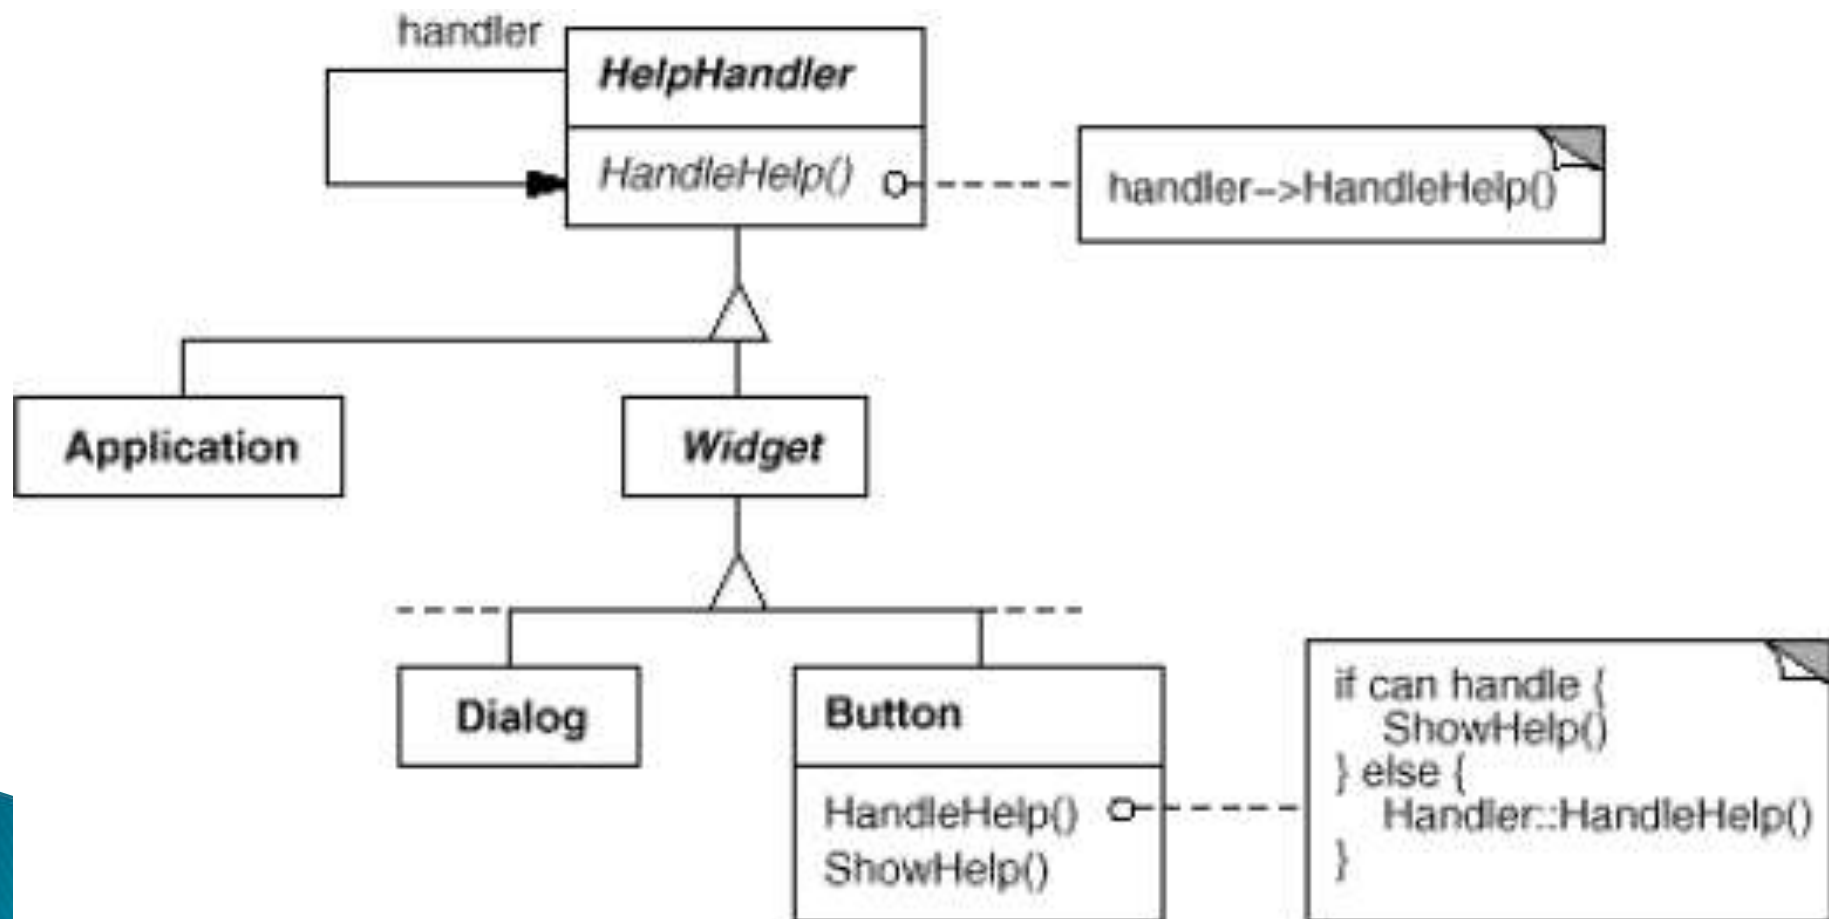 handler
HelpHandler
HandleHelp()
handler–>HandleHelp()
Application
Widget
Dialog
Button
HandleHelp()
ShowHelp()
if can handle {
ShowHelp()
} else {
Handler::HandleHelp()
}